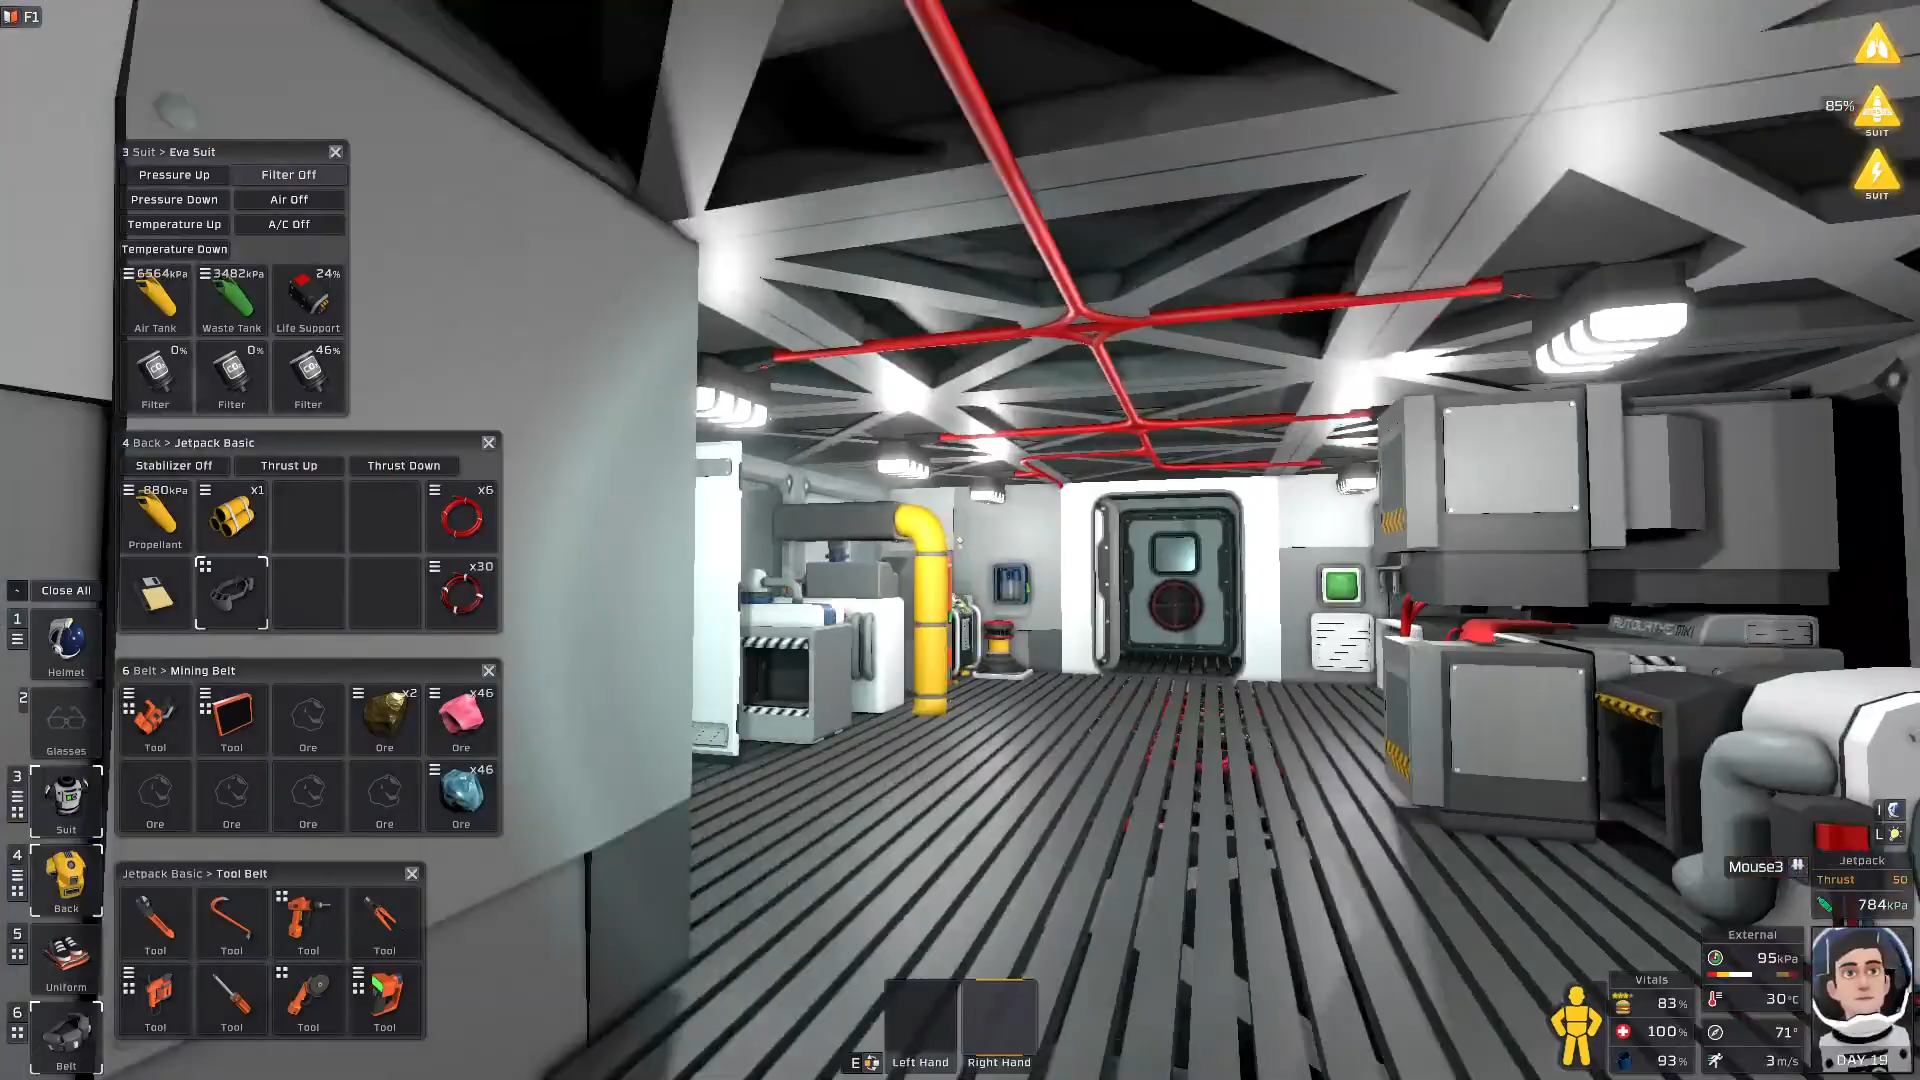 F1
3 Suit > Eva Suit
Pressure Up
Filter Off
Pressure Down
Air Off
Temperature Up
A/C Off
Temperature Down
6564kPa
3482kPa
24%
Air Tank
Waste Tank
Life Support
0%
0%
46%
Filter
Filter
Filter
4 Back > Jetpack Basic
Stabilizer Off
Thrust Up
Thrust Down
880kPa
x1
x6
Propellant
x30
6 Belt > Mining Belt
x2
x46
Tool
Tool
Ore
Ore
Ore
x46
Ore
Ore
Ore
Ore
Ore
Jetpack Basic > Tool Belt
Tool
Tool
Tool
Tool
Tool
Tool
Tool
Tool
Close All
1
Helmet
2
Glasses
3
Suit
4
Back
5
Uniform
6
Belt
E
Left Hand
Right Hand
85%
SUIT
SUIT
AUTOLATHE MKI
I
L
Mouse3
Jetpack
Thrust 50
784kPa
External
95kPa
30°C
71°
3m/s
Vitals
83%
100%
93%
DAY 19